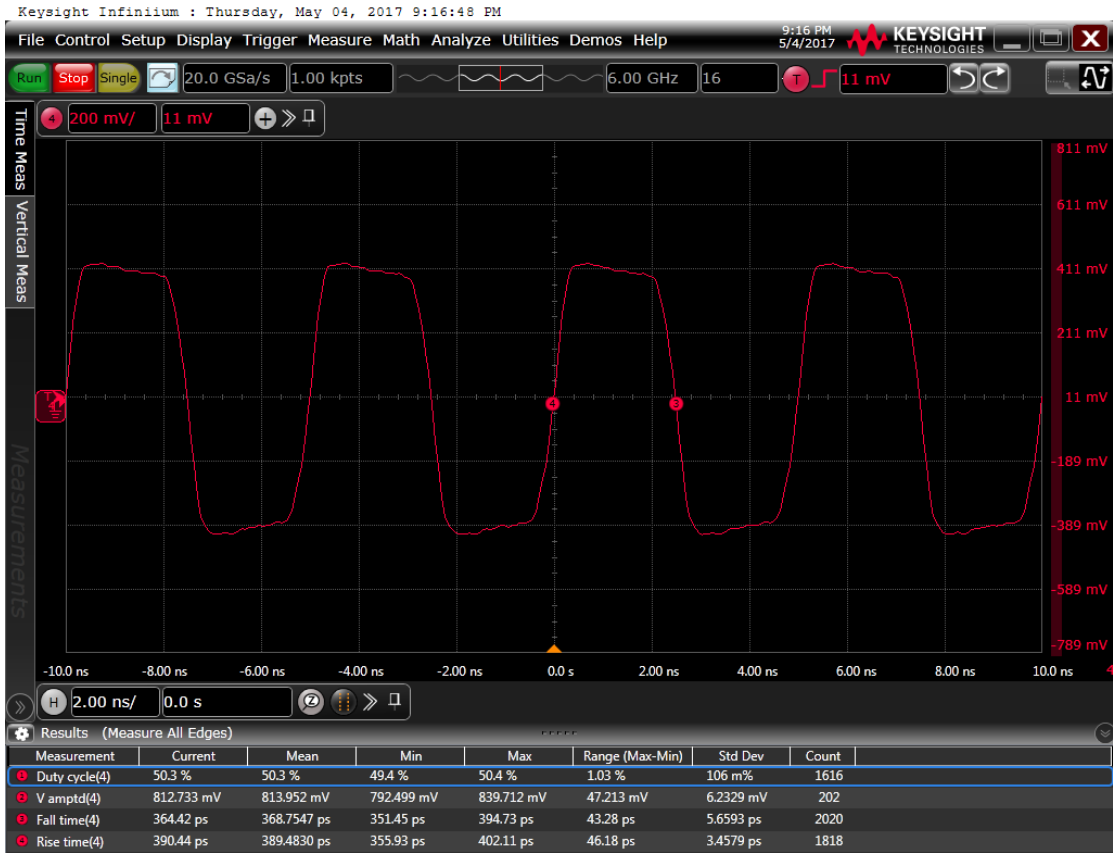 Keysight Infiniium : Thursday, May 04, 2017 9:16:48 PM
File Control Setup Display Trigger Measure Math Analyze Utilities Demos Help
9:16 PM
5/4/2017
KEYSIGHT
TECHNOLOGIES
X
Run Stop Single 20.0 GSa/s 1.00 kpts 6.00 GHz 16 T 11 mV
4 200 mV/ 11 mV +
Time Meas
Vertical Meas
Measurements
811 mV
611 mV
411 mV
211 mV
T
4
3
11 mV
-189 mV
-389 mV
-589 mV
-789 mV
-10.0 ns -8.00 ns -6.00 ns -4.00 ns -2.00 ns 0.0 s 2.00 ns 4.00 ns 6.00 ns 8.00 ns 10.0 ns
H 2.00 ns/ 0.0 s Z
Results (Measure All Edges)
Measurement Current Mean Min Max Range (Max-Min) Std Dev Count
1 Duty cycle(4) 50.3 % 50.3 % 49.4 % 50.4 % 1.03 % 106 m% 1616
2 V amptd(4) 812.733 mV 813.952 mV 792.499 mV 839.712 mV 47.213 mV 6.2329 mV 202
3 Fall time(4) 364.42 ps 368.7547 ps 351.45 ps 394.73 ps 43.28 ps 5.6593 ps 2020
4 Rise time(4) 390.44 ps 389.4830 ps 355.93 ps 402.11 ps 46.18 ps 3.4579 ps 1818